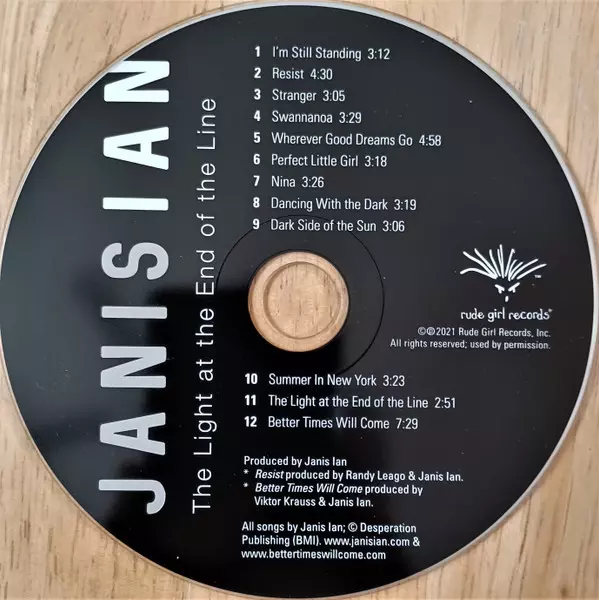 JANIS IAN
The Light at the End of the Line
1 I'm Still Standing 3:12
2 Resist 4:30
3 Stranger 3:05
4 Swannanoa 3:29
5 Wherever Good Dreams Go 4:58
6 Perfect Little Girl 3:18
7 Nina 3:26
8 Dancing With the Dark 3:19
9 Dark Side of the Sun 3:06
rude girl records
©℗2021 Rude Girl Records, Inc.
All rights reserved; used by permission.
10 Summer In New York 3:23
11 The Light at the End of the Line 2:51
12 Better Times Will Come 7:29
Produced by Janis Ian
* Resist produced by Randy Leago & Janis Ian.
* Better Times Will Come produced by
Viktor Krauss & Janis Ian.
All songs by Janis Ian; © Desperation
Publishing (BMI). www.janisian.com &
www.bettertimeswillcome.com